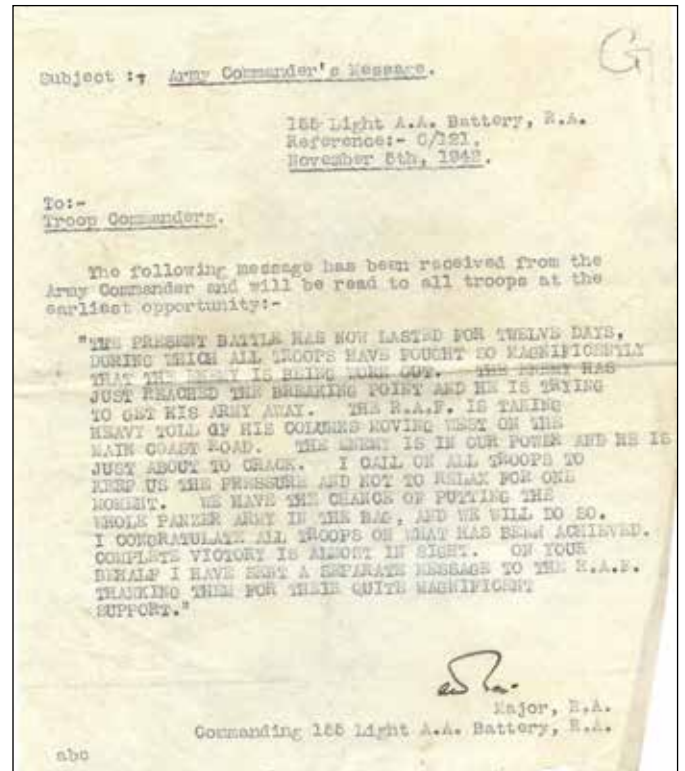 G
Subject :- Army Commander's Message.
155 Light A.A. Battery, R.A.
Reference:- C/121.
November 5th, 1942.
To:-
Troop Commanders.
The following message has been received from the
Army Commander and will be read to all troops at the
earliest opportunity:-
"THE PRESENT BATTLE HAS NOW LASTED FOR TWELVE DAYS,
DURING WHICH ALL TROOPS HAVE FOUGHT SO MAGNIFICENTLY
THAT THE ENEMY IS BEING WORN OUT. THE ENEMY HAS
JUST REACHED THE BREAKING POINT AND HE IS TRYING
TO GET HIS ARMY AWAY. THE R.A.F. IS TAKING
HEAVY TOLL OF HIS COLUMNS MOVING WEST ON THE
MAIN COAST ROAD. THE ENEMY IS IN OUR POWER AND HE IS
JUST ABOUT TO CRACK. I CALL ON ALL TROOPS TO
KEEP US THE PRESSURE AND NOT TO RELAX FOR ONE
MOMENT. WE HAVE THE CHANCE OF PUTTING THE
WHOLE PANZER ARMY IN THE BAG, AND WE WILL DO SO.
I CONGRATULATE ALL TROOPS ON WHAT HAS BEEN ACHIEVED.
COMPLETE VICTORY IS ALMOST IN SIGHT. ON YOUR
BEHALF I HAVE SENT A SEPARATE MESSAGE TO THE R.A.F.
THANKING THEM FOR THEIR QUITE MAGNIFICENT
SUPPORT."
Major, R.A.
Commanding 155 Light A.A. Battery, R.A.
abc